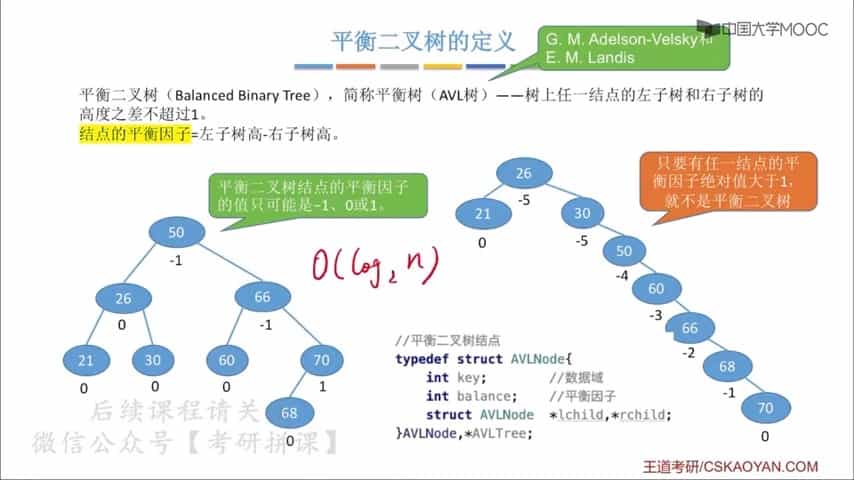 中国大学MOOC
平衡二叉树的定义
G. M. Adelson-Velsky和
E. M. Landis
平衡二叉树（Balanced Binary Tree），简称平衡树（AVL树）——树上任一结点的左子树和右子树的
高度之差不超过1。
结点的平衡因子=左子树高-右子树高。
平衡二叉树结点的平衡因子
的值只可能是−1、0或1。
只要有任一结点的平
衡因子绝对值大于1，
就不是平衡二叉树
50
-1
26
0
66
-1
21
0
30
0
60
0
70
1
68
0
O(log₂n)
26
-5
21
0
30
-5
50
-4
60
-3
66
-2
68
-1
70
0
//平衡二叉树结点
typedef struct AVLNode{
int key; //数据域
int balance; //平衡因子
struct AVLNode *lchild,*rchild;
}AVLNode,*AVLTree;
后续课程请关
微信公众号【考研拼课】
王道考研/CSKAOYAN.COM